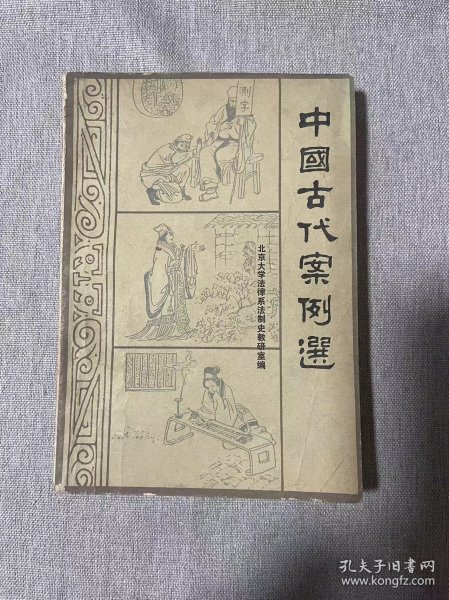 中國古代案例選
北京大学法律系法制史教研室编
測字
孔夫子旧书网
www.kongfz.com